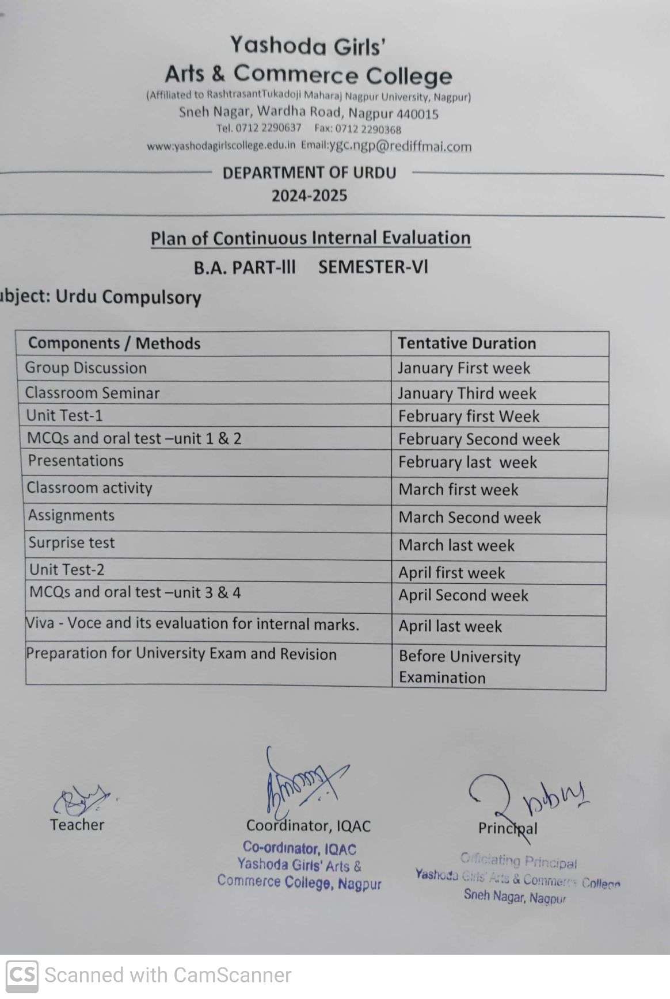 Yashoda Girls'
Arts & Commerce College
(Affiliated to RashtrasantTukadoji Maharaj Nagpur University, Nagpur)
Sneh Nagar, Wardha Road, Nagpur 440015
Tel. 0712 2290637 Fax: 0712 2290368
www:yashodagirlscollege.edu.in Email:ygc.ngp@rediffmai.com
DEPARTMENT OF URDU
2024-2025
Plan of Continuous Internal Evaluation
B.A. PART-III SEMESTER-VI
ubject: Urdu Compulsory
Components / Methods Tentative Duration
Group Discussion January First week
Classroom Seminar January Third week
Unit Test-1 February first Week
MCQs and oral test –unit 1 & 2 February Second week
Presentations February last week
Classroom activity March first week
Assignments March Second week
Surprise test March last week
Unit Test-2 April first week
MCQs and oral test –unit 3 & 4 April Second week
Viva - Voce and its evaluation for internal marks. April last week
Preparation for University Exam and Revision Before University
Examination
Teacher Coordinator, IQAC Principal
Co-ordinator, IQAC
Yashoda Girls' Arts &
Commerce College, Nagpur
Officiating Principal
Yashoda Girls' Arts & Commerce College
Sneh Nagar, Nagpur
CS Scanned with CamScanner